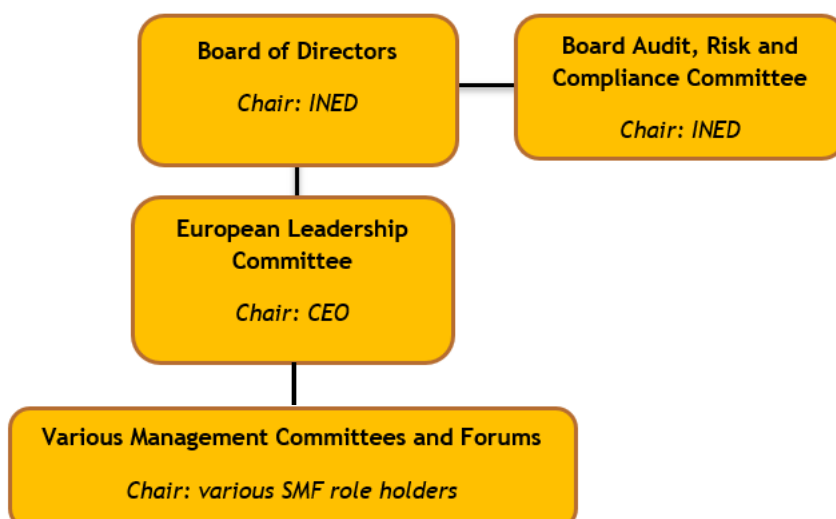 Board of Directors
Chair: INED
Board Audit, Risk and
Compliance Committee
Chair: INED
European Leadership
Committee
Chair: CEO
Various Management Committees and Forums
Chair: various SMF role holders